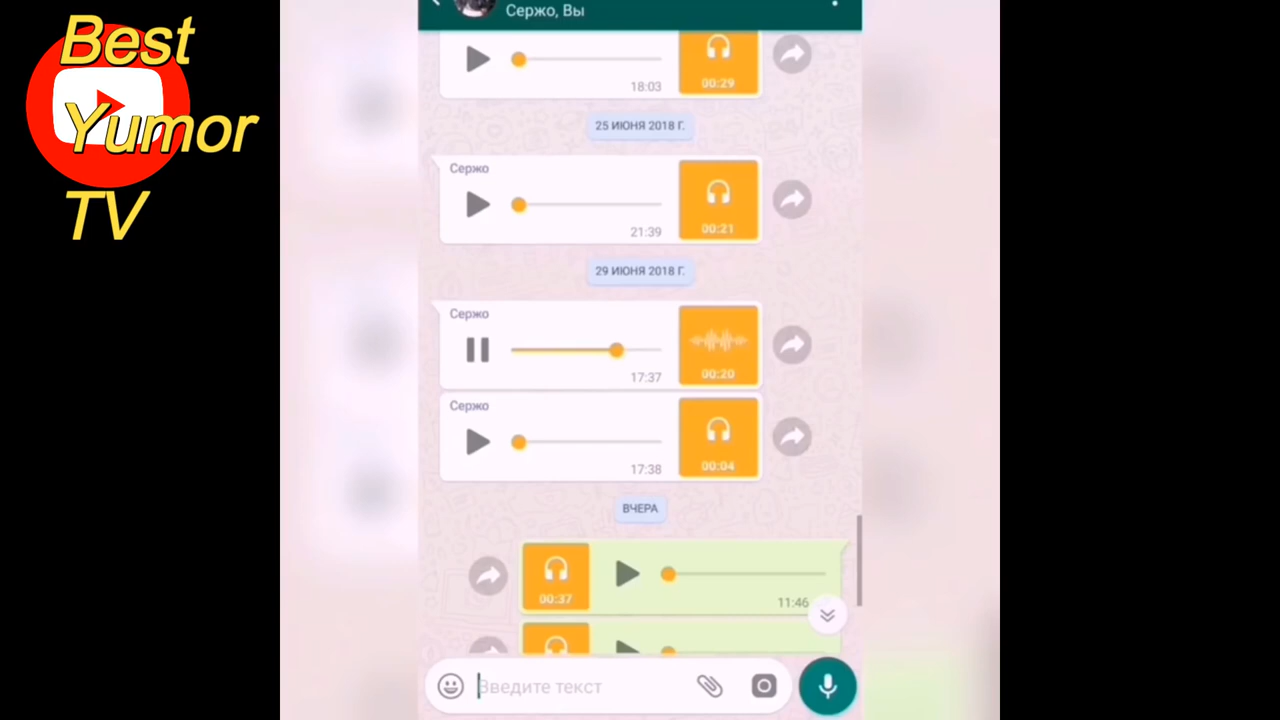 Best
Yumor
TV
Сержо, Вы
18:03
00:29
25 ИЮНЯ 2018 Г.
Сержо
21:39
00:21
29 ИЮНЯ 2018 Г.
Сержо
17:37
00:20
Сержо
17:38
00:04
ВЧЕРА
00:37
11:46
Введите текст